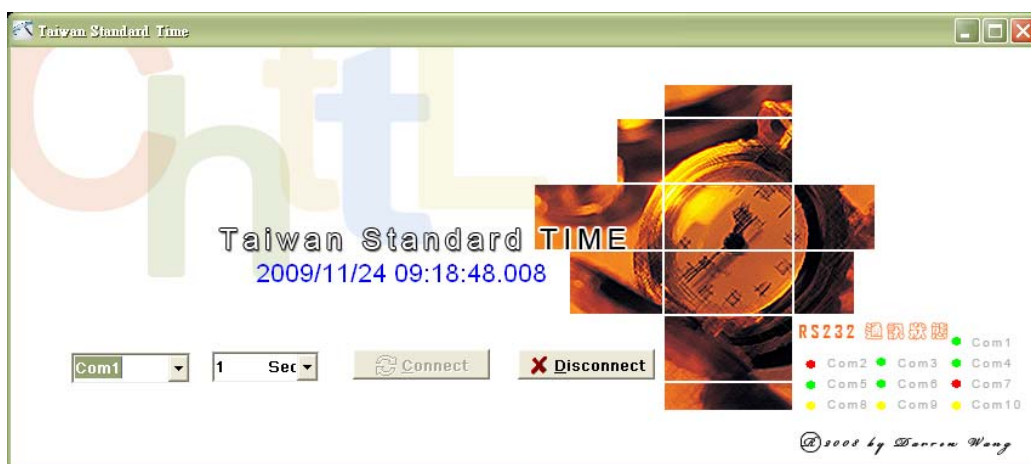 Taiwan Standard Time
ChttL
Taiwan Standard TIME
2009/11/24 09:18:48.008
RS232 通訊狀態
Com1
Com2 Com3 Com4
Com5 Com6 Com7
Com8 Com9 Com10
Com1 1 Sec Connect Disconnect
®2008 by Darren Wang